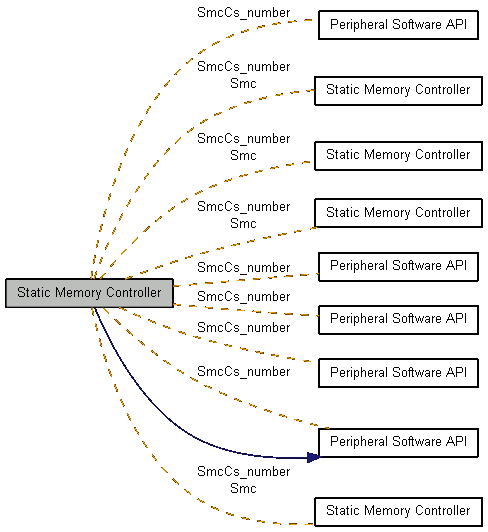 SmcCs_number
Peripheral Software API
SmcCs_number
Smc
Static Memory Controller
SmcCs_number
Smc
Static Memory Controller
SmcCs_number
Smc
Static Memory Controller
SmcCs_number
Peripheral Software API
Static Memory Controller
SmcCs_number
Peripheral Software API
SmcCs_number
Peripheral Software API
SmcCs_number
Peripheral Software API
SmcCs_number
Smc
Static Memory Controller